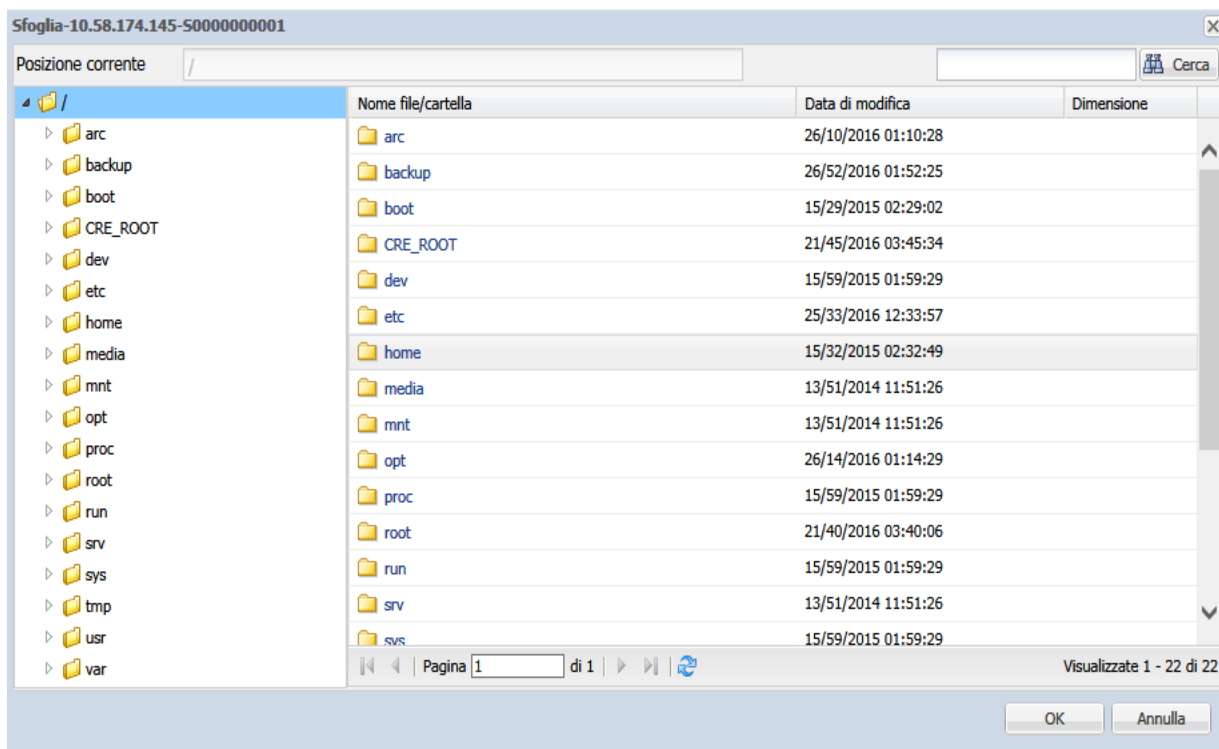 Sfoglia-10.58.174.145-S0000000001
Posizione corrente / Cerca
/
arc
backup
boot
CRE_ROOT
dev
etc
home
media
mnt
opt
proc
root
run
srv
sys
tmp
usr
var
Nome file/cartella Data di modifica Dimensione
arc 26/10/2016 01:10:28
backup 26/52/2016 01:52:25
boot 15/29/2015 02:29:02
CRE_ROOT 21/45/2016 03:45:34
dev 15/59/2015 01:59:29
etc 25/33/2016 12:33:57
home 15/32/2015 02:32:49
media 13/51/2014 11:51:26
mnt 13/51/2014 11:51:26
opt 26/14/2016 01:14:29
proc 15/59/2015 01:59:29
root 21/40/2016 03:40:06
run 15/59/2015 01:59:29
srv 13/51/2014 11:51:26
sys 15/59/2015 01:59:29
Pagina 1 di 1 Visualizzate 1 - 22 di 22
OK Annulla